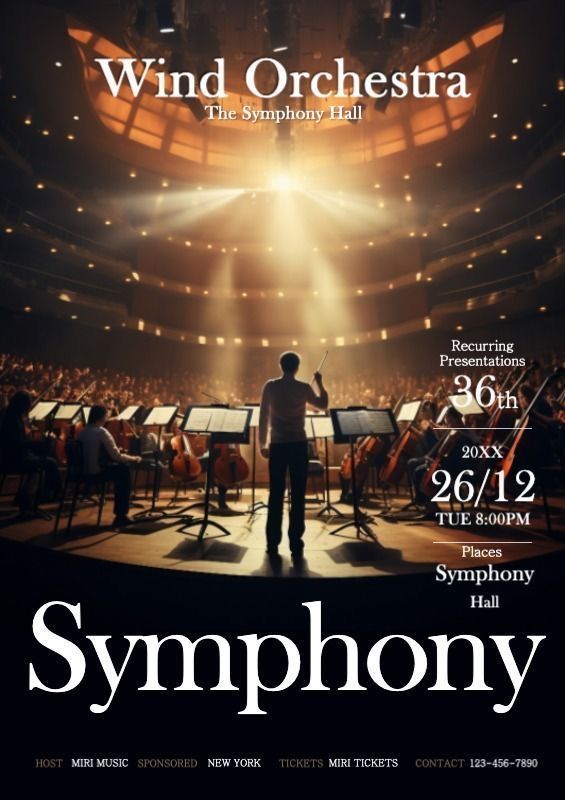 Wind Orchestra
The Symphony Hall
Recurring
Presentations
36th
20XX
26/12
TUE 8:00PM
Places
Symphony
Hall
Symphony
HOST MIRI MUSIC SPONSORED NEW YORK TICKETS MIRI TICKETS CONTACT 123-456-7890